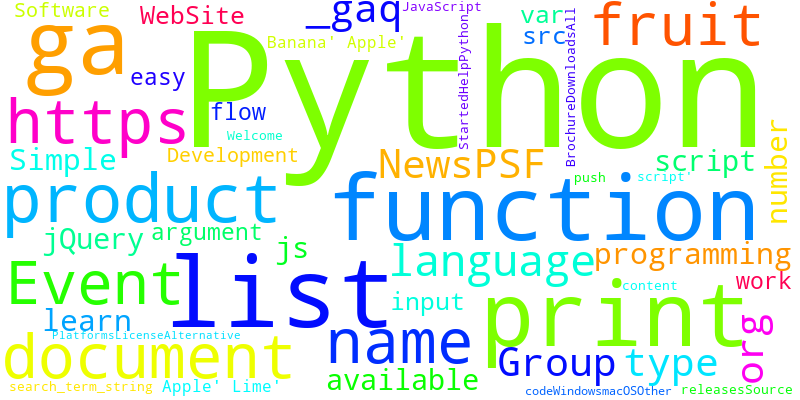 Software
WebSite
_gaq
JavaScript
var
fruit
ga
Python
Banana' Apple'
src
easy
StartedHelpPython
BrochureDownloadsAll
https
flow
Welcome
number
Simple
Development
NewsPSF
script
product
function
push
script'
jQuery
argument
js
language
programming
Event
list
input
print
content
work
learn
PlatformsLicenseAlternative
name
org
document
Group
type
search_term_string
Apple' Lime'
available
codeWindowsmacOSOther
releasesSource